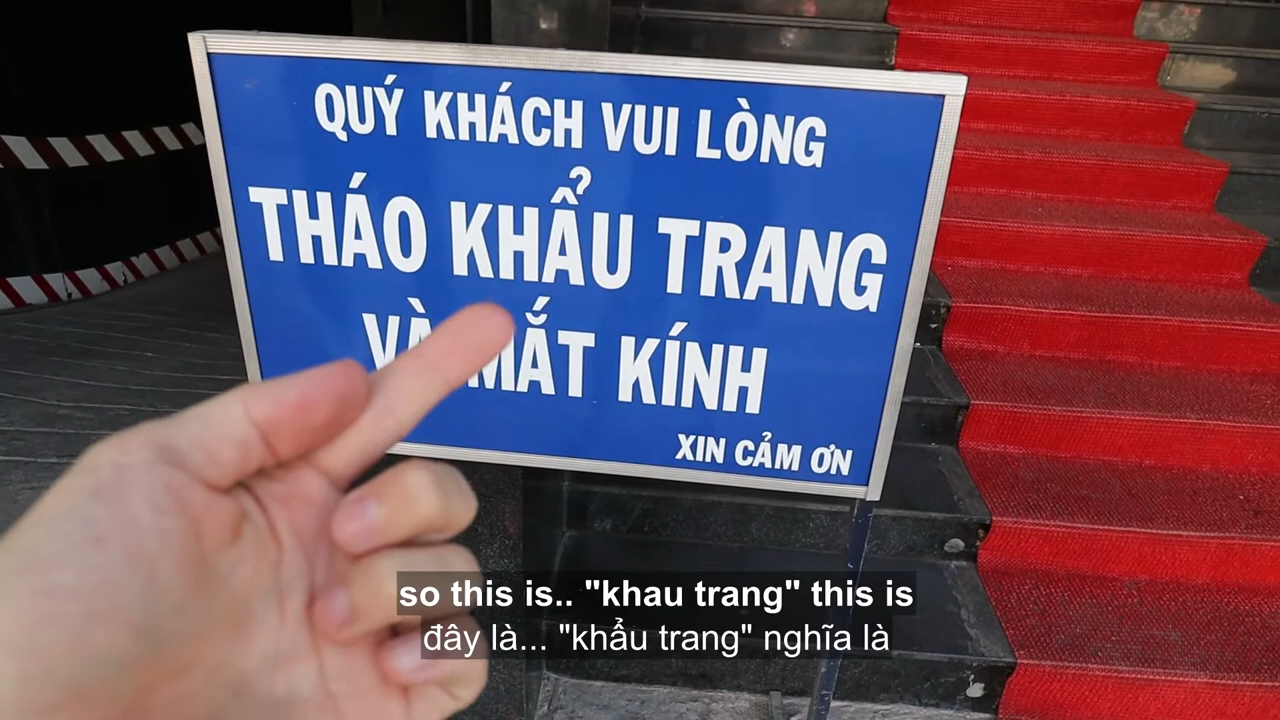 QUÝ KHÁCH VUI LÒNG
THÁO KHẨU TRANG
VÀ MẮT KÍNH
XIN CẢM ƠN
so this is.. "khau trang" this is
đây là... "khẩu trang" nghĩa là